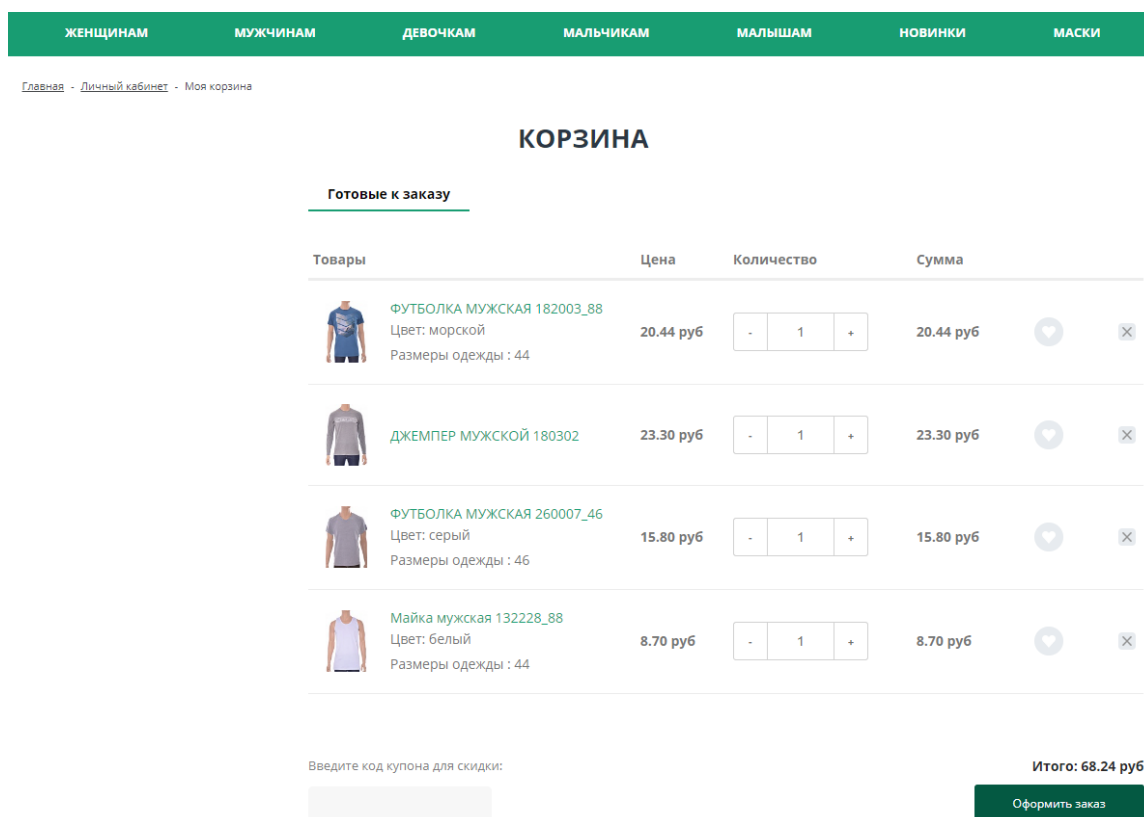 ЖЕНЩИНАМ МУЖЧИНАМ ДЕВОЧКАМ МАЛЬЧИКАМ МАЛЫШАМ НОВИНКИ МАСКИ
Главная - Личный кабинет - Моя корзина
КОРЗИНА
Готовые к заказу
Товары Цена Количество Сумма
ФУТБОЛКА МУЖСКАЯ 182003_88
Цвет: морской
Размеры одежды : 44
20.44 руб - 1 + 20.44 руб
ДЖЕМПЕР МУЖСКОЙ 180302
23.30 руб - 1 + 23.30 руб
ФУТБОЛКА МУЖСКАЯ 260007_46
Цвет: серый
Размеры одежды : 46
15.80 руб - 1 + 15.80 руб
Майка мужская 132228_88
Цвет: белый
Размеры одежды : 44
8.70 руб - 1 + 8.70 руб
Введите код купона для скидки:
Итого: 68.24 руб
Оформить заказ